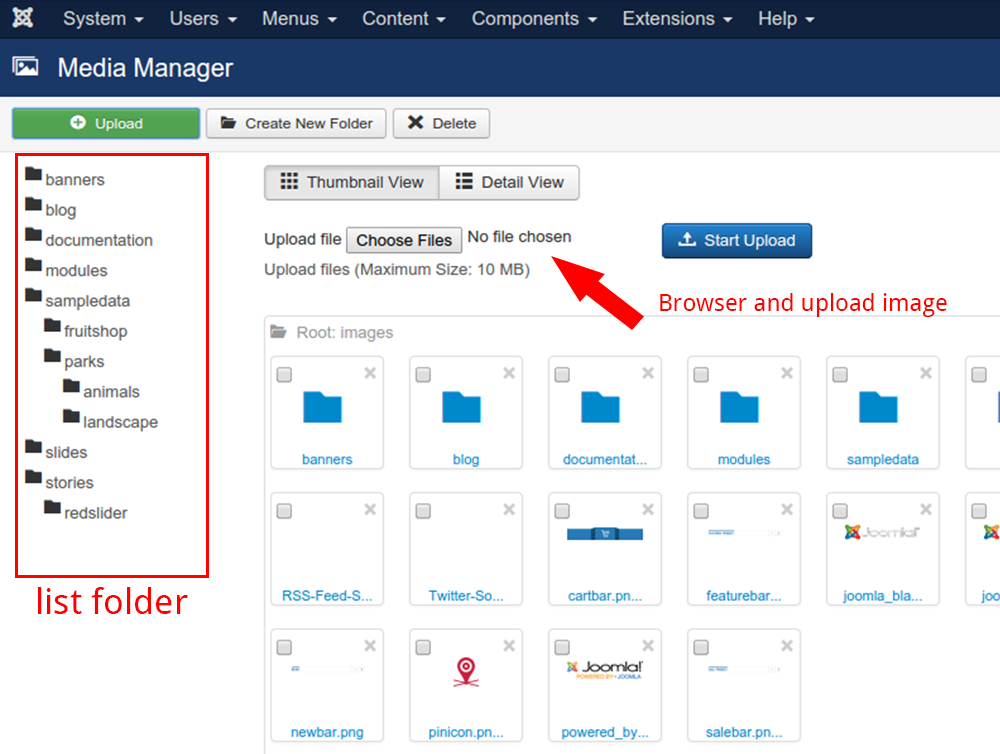 System Users Menus Content Components Extensions Help
Media Manager
Upload Create New Folder Delete
banners
blog
documentation
modules
sampledata
fruitshop
parks
animals
landscape
slides
stories
redslider
list folder
Thumbnail View Detail View
Upload file Choose Files No file chosen Start Upload
Upload files (Maximum Size: 10 MB)
Browser and upload image
Root: images
banners blog documentat... modules sampledata
Joomla!
RSS-Feed-S... Twitter-So... cartbar.pn... featurebar... joomla_bla... joo
Joomla!
POWERED BY JOOMLA
newbar.png pinicon.pn... powered_by... salebar.pn...